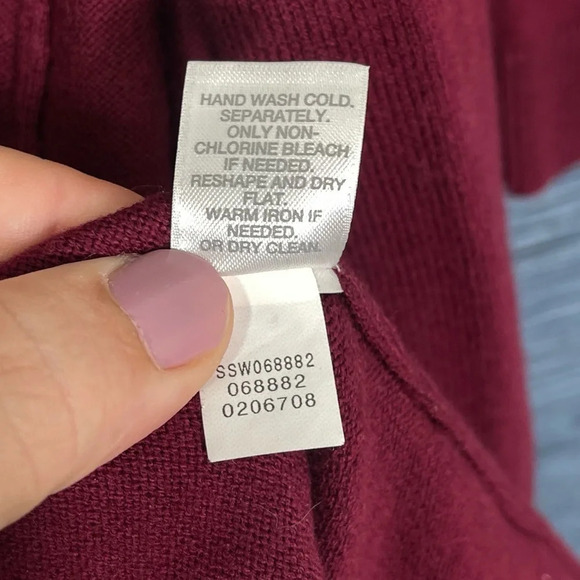 HAND WASH COLD.
SEPARATELY.
ONLY NON-
CHLORINE BLEACH
IF NEEDED.
RESHAPE AND DRY
FLAT.
WARM IRON IF
NEEDED.
OR DRY CLEAN.
SSW068882
068882
0206708